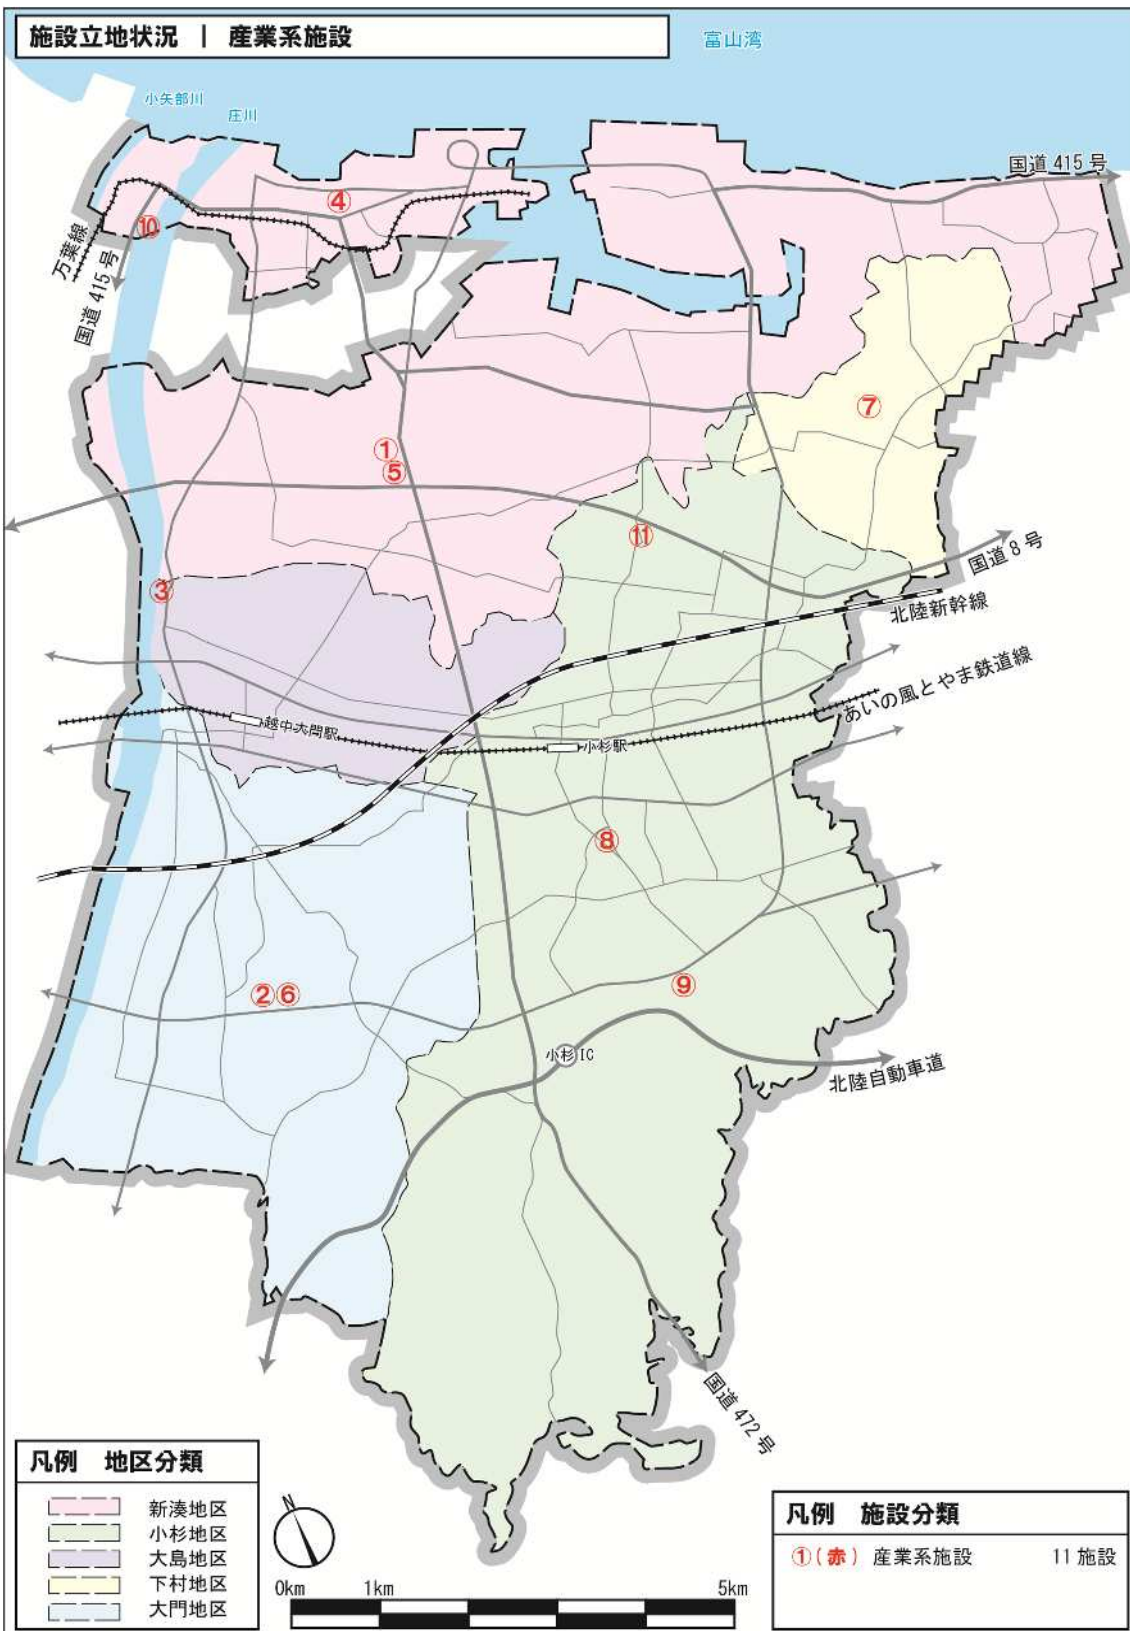 施設立地状況 | 産業系施設
富山湾
小矢部川
庄川
国道415号
④
⑩
万葉線
国道415号
⑦
①
⑤
⑪
国道8号
③
北陸新幹線
あいの風とやま鉄道線
越中大門駅
小杉駅
⑧
②⑥
⑨
小杉IC
北陸自動車道
国道472号
凡例 地区分類
新湊地区
小杉地区
大島地区
下村地区
大門地区
N
0km 1km 5km
凡例 施設分類
①(赤) 産業系施設 11施設